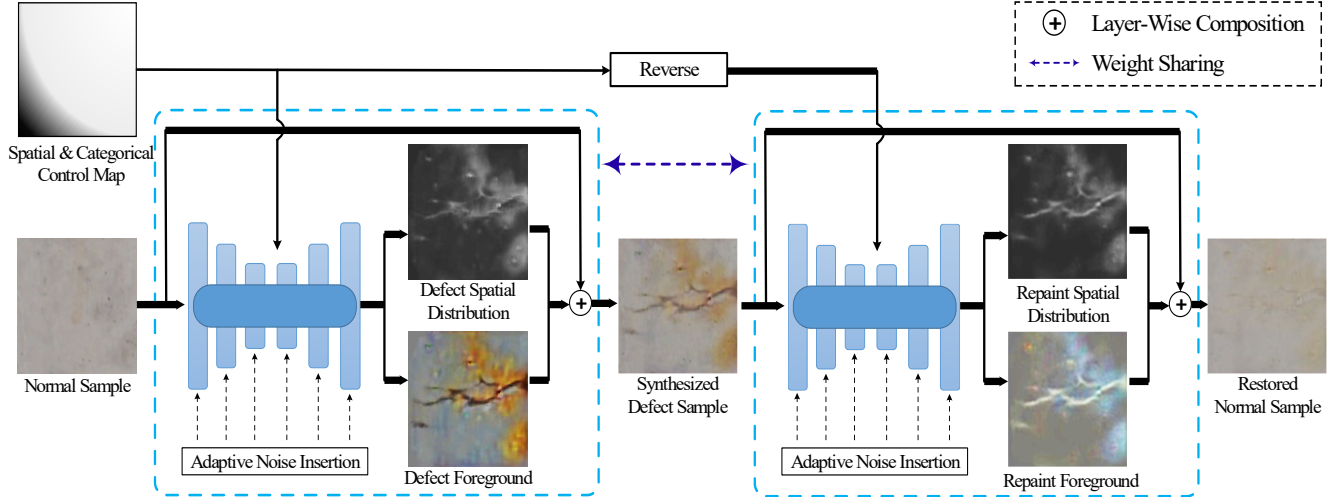 Layer-Wise Composition
Weight Sharing
Reverse
Spatial & Categorical
Control Map
Normal Sample
Defect Spatial
Distribution
Defect Foreground
Adaptive Noise Insertion
Synthesized
Defect Sample
Repaint Spatial
Distribution
Repaint Foreground
Adaptive Noise Insertion
Restored
Normal Sample